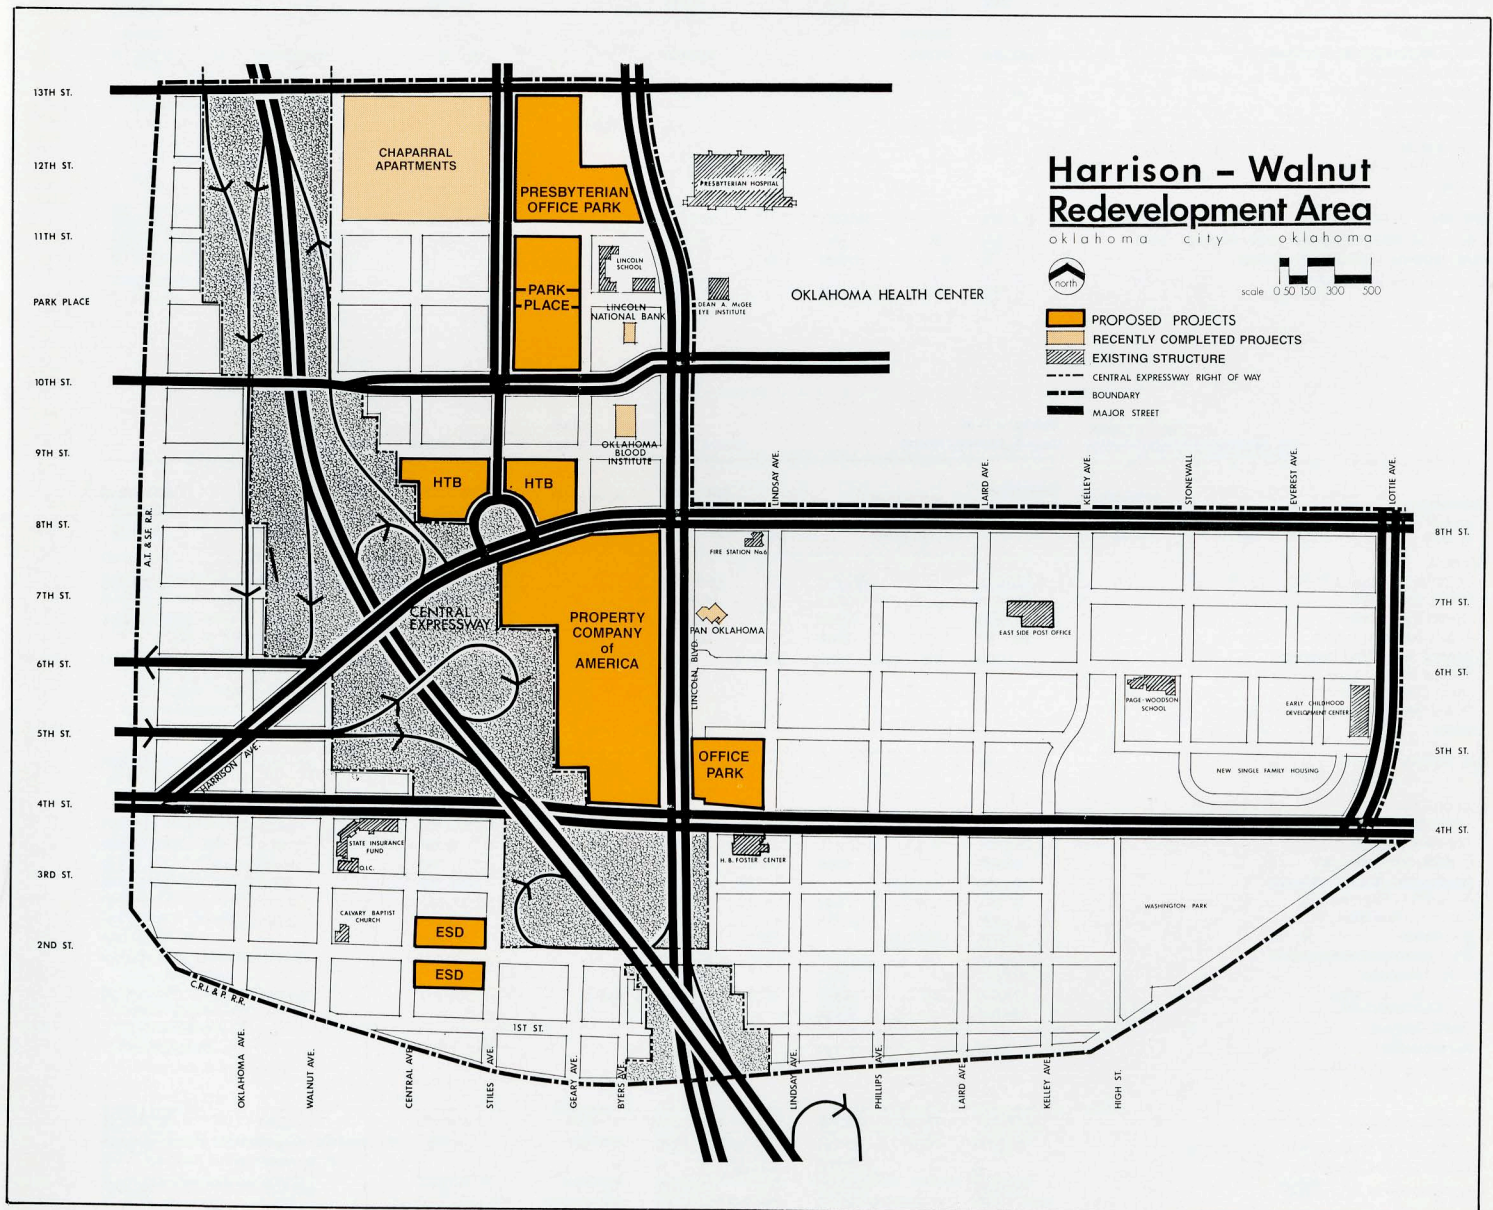 Harrison – Walnut
Redevelopment Area
oklahoma city oklahoma
north
scale 0 50 150 300 500
PROPOSED PROJECTS
RECENTLY COMPLETED PROJECTS
EXISTING STRUCTURE
CENTRAL EXPRESSWAY RIGHT OF WAY
BOUNDARY
MAJOR STREET
13TH ST.
12TH ST.
11TH ST.
PARK PLACE
10TH ST.
9TH ST.
8TH ST.
7TH ST.
6TH ST.
5TH ST.
4TH ST.
3RD ST.
2ND ST.
A.T. & S.F. R.R.
CHAPARRAL
APARTMENTS
PRESBYTERIAN
OFFICE PARK
PRESBYTERIAN HOSPITAL
PARK
PLACE
LINCOLN
SCHOOL
LINCOLN
NATIONAL BANK
DEAN A. McGEE
EYE INSTITUTE
OKLAHOMA HEALTH CENTER
OKLAHOMA
BLOOD
INSTITUTE
HTB
HTB
LINDSAY AVE.
LAIRD AVE.
KELLEY AVE.
STONEWALL
EVEREST AVE.
LOTTIE AVE.
8TH ST.
7TH ST.
6TH ST.
5TH ST.
4TH ST.
FIRE STATION No.6
CENTRAL
EXPRESSWAY
PROPERTY
COMPANY
of
AMERICA
PAN OKLAHOMA
EAST SIDE POST OFFICE
LINCOLN BLVD.
PAGE-WOODSON
SCHOOL
EARLY CHILDHOOD
DEVELOPMENT CENTER
OFFICE
PARK
NEW SINGLE FAMILY HOUSING
HARRISON AVE.
STATE INSURANCE
FUND
O.I.C.
H. B. FOSTER CENTER
CALVARY BAPTIST
CHURCH
ESD
ESD
WASHINGTON PARK
C.R.I. & P. R.R.
1ST ST.
OKLAHOMA AVE.
WALNUT AVE.
CENTRAL AVE.
STILES AVE.
GEARY AVE.
BYERS AVE.
LINDSAY AVE.
PHILLIPS AVE.
LAIRD AVE.
KELLEY AVE.
HIGH ST.